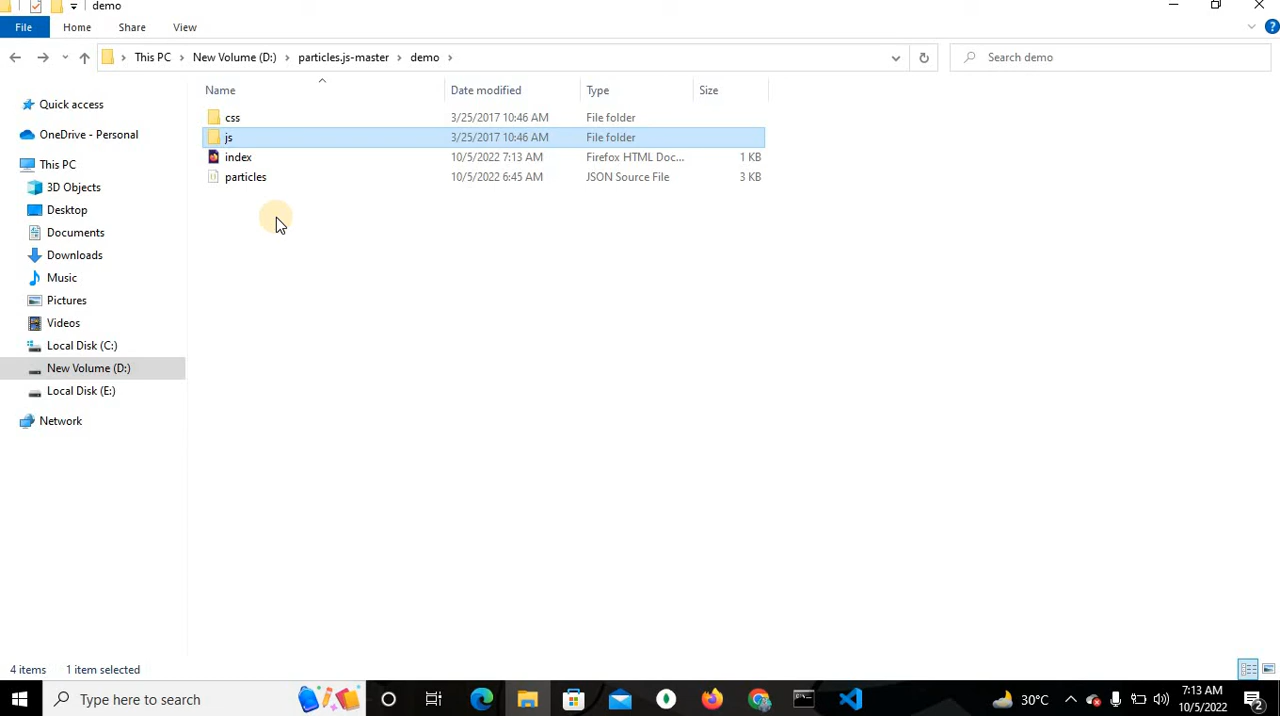 demo
File Home Share View
This PC New Volume (D:) particles.js-master demo Search demo
Name Date modified Type Size
css 3/25/2017 10:46 AM File folder
js 3/25/2017 10:46 AM File folder
index 10/5/2022 7:13 AM Firefox HTML Doc... 1 KB
particles 10/5/2022 6:45 AM JSON Source File 3 KB
Quick access
OneDrive - Personal
This PC
3D Objects
Desktop
Documents
Downloads
Music
Pictures
Videos
Local Disk (C:)
New Volume (D:)
Local Disk (E:)
Network
4 items 1 item selected
Type here to search
30°C
7:13 AM
10/5/2022
2